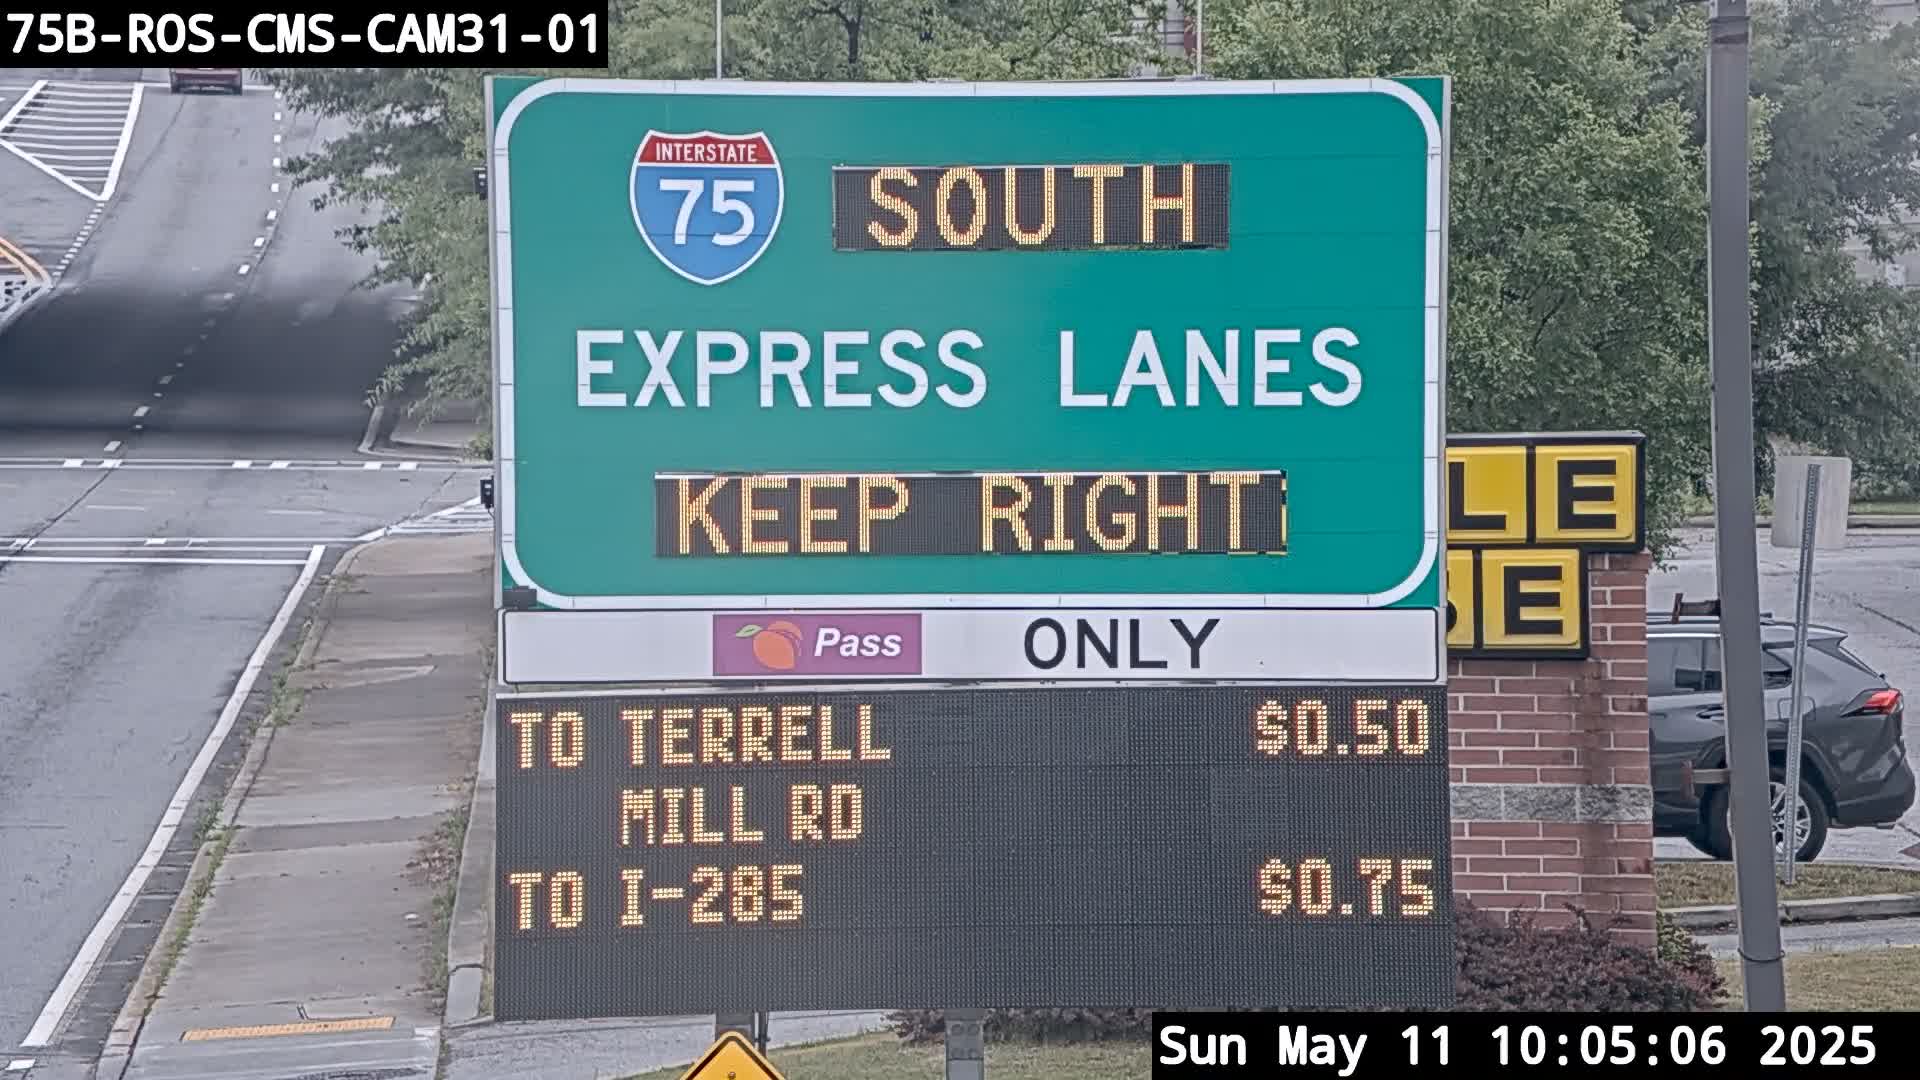 75B-ROS-CMS-CAM31-01
INTERSTATE
75
SOUTH
EXPRESS LANES
KEEP RIGHT
Pass ONLY
TO TERRELL $0.50
MILL RD
TO I-285 $0.75
LE
E
Sun May 11 10:05:06 2025